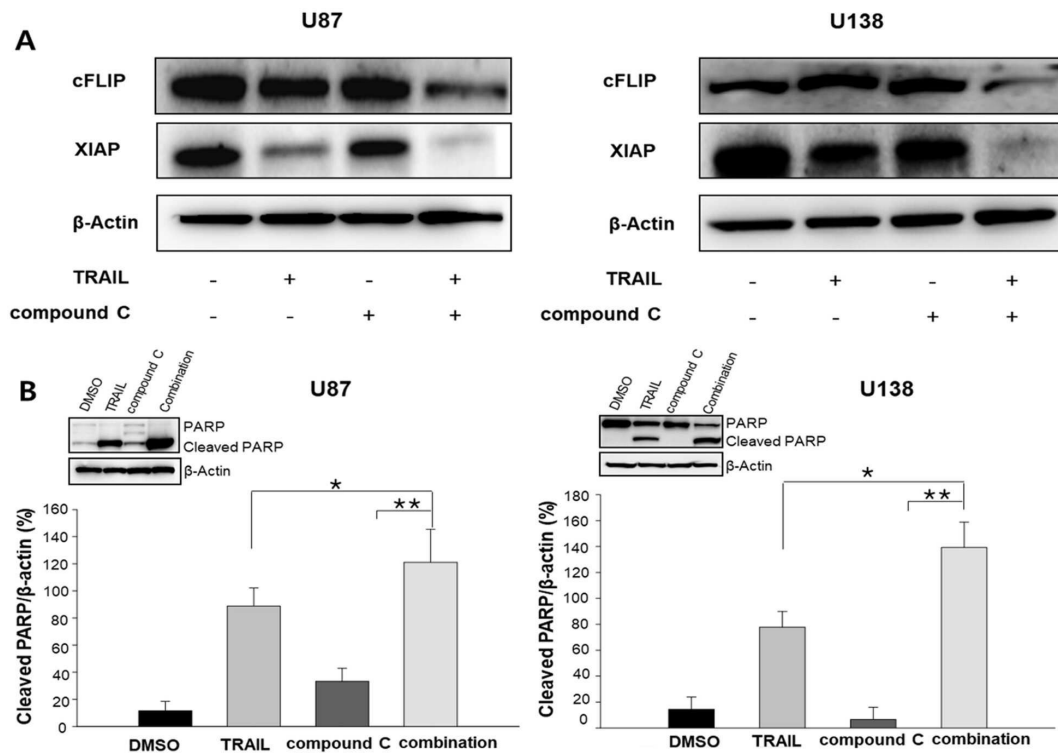 A
U87
cFLIP
XIAP
β-Actin
TRAIL - + - +
compound C - - + +
U138
cFLIP
XIAP
β-Actin
TRAIL - + - +
compound C - - + +
B
U87
DMSO TRAIL compound C Combination
PARP
Cleaved PARP
β-Actin
* **
Cleaved PARP/β-actin (%)
160
140
120
100
80
60
40
20
0
DMSO TRAIL compound C combination
U138
DMSO TRAIL compound C Combination
PARP
Cleaved PARP
β-Actin
* **
Cleaved PARP/β-actin (%)
180
160
140
120
100
80
60
40
20
0
DMSO TRAIL compound C combination